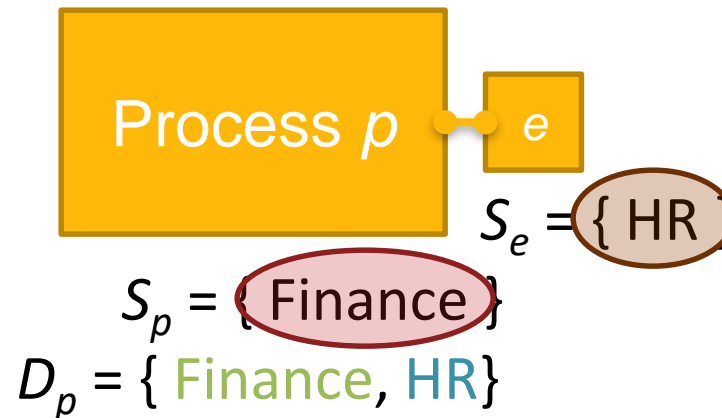 Process p
e
Sₑ = { HR }
Sₚ = { Finance }
Dₚ = { Finance, HR}